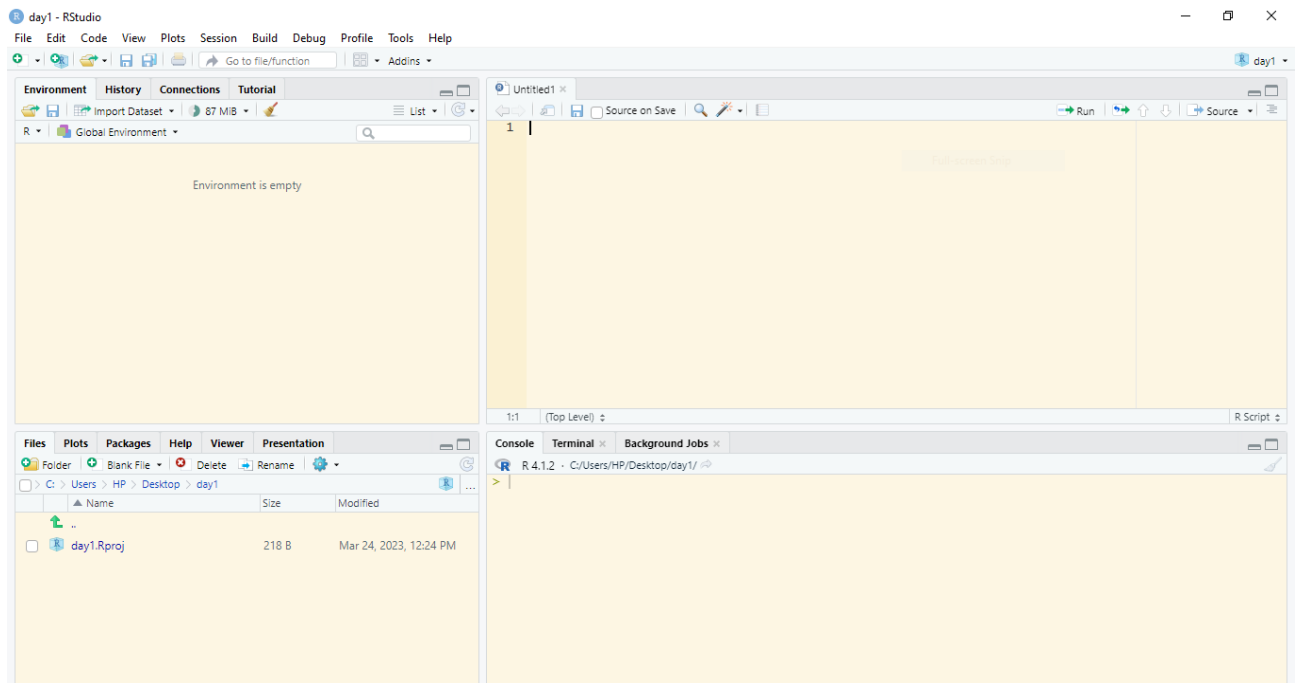 day1 - RStudio
File Edit Code View Plots Session Build Debug Profile Tools Help
Go to file/function Addins day1
Environment History Connections Tutorial
Import Dataset 87 MiB List
R Global Environment
Environment is empty
Untitled1
Source on Save Run Source
1
1:1 (Top Level) R Script
Files Plots Packages Help Viewer Presentation
Folder Blank File Delete Rename
C: > Users > HP > Desktop > day1 ...
Name Size Modified
..
day1.Rproj 218 B Mar 24, 2023, 12:24 PM
Console Terminal Background Jobs
R 4.1.2 · C:/Users/HP/Desktop/day1/
>